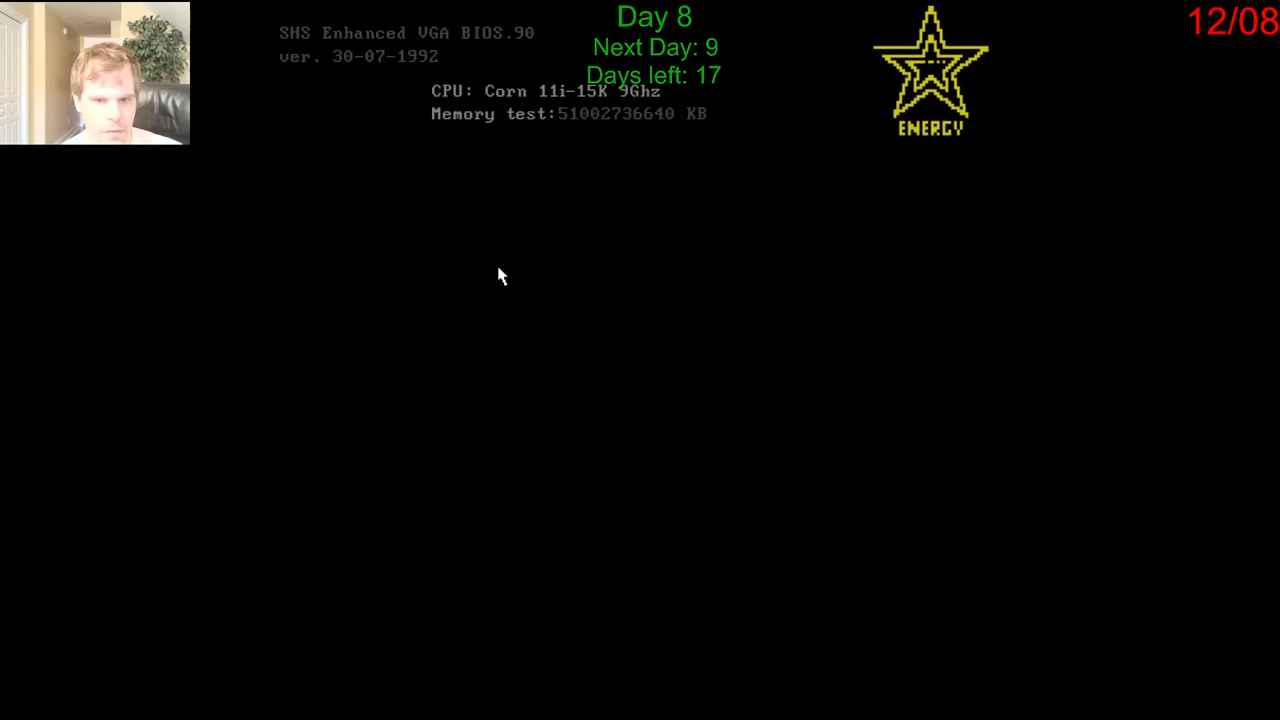 SHS Enhanced VGA BIOS.90
ver. 30-07-1992
CPU: Corn 11i-15K 9Ghz
Memory test:51002736640 KB
Day 8
Next Day: 9
Days left: 17
ENERGY
12/08